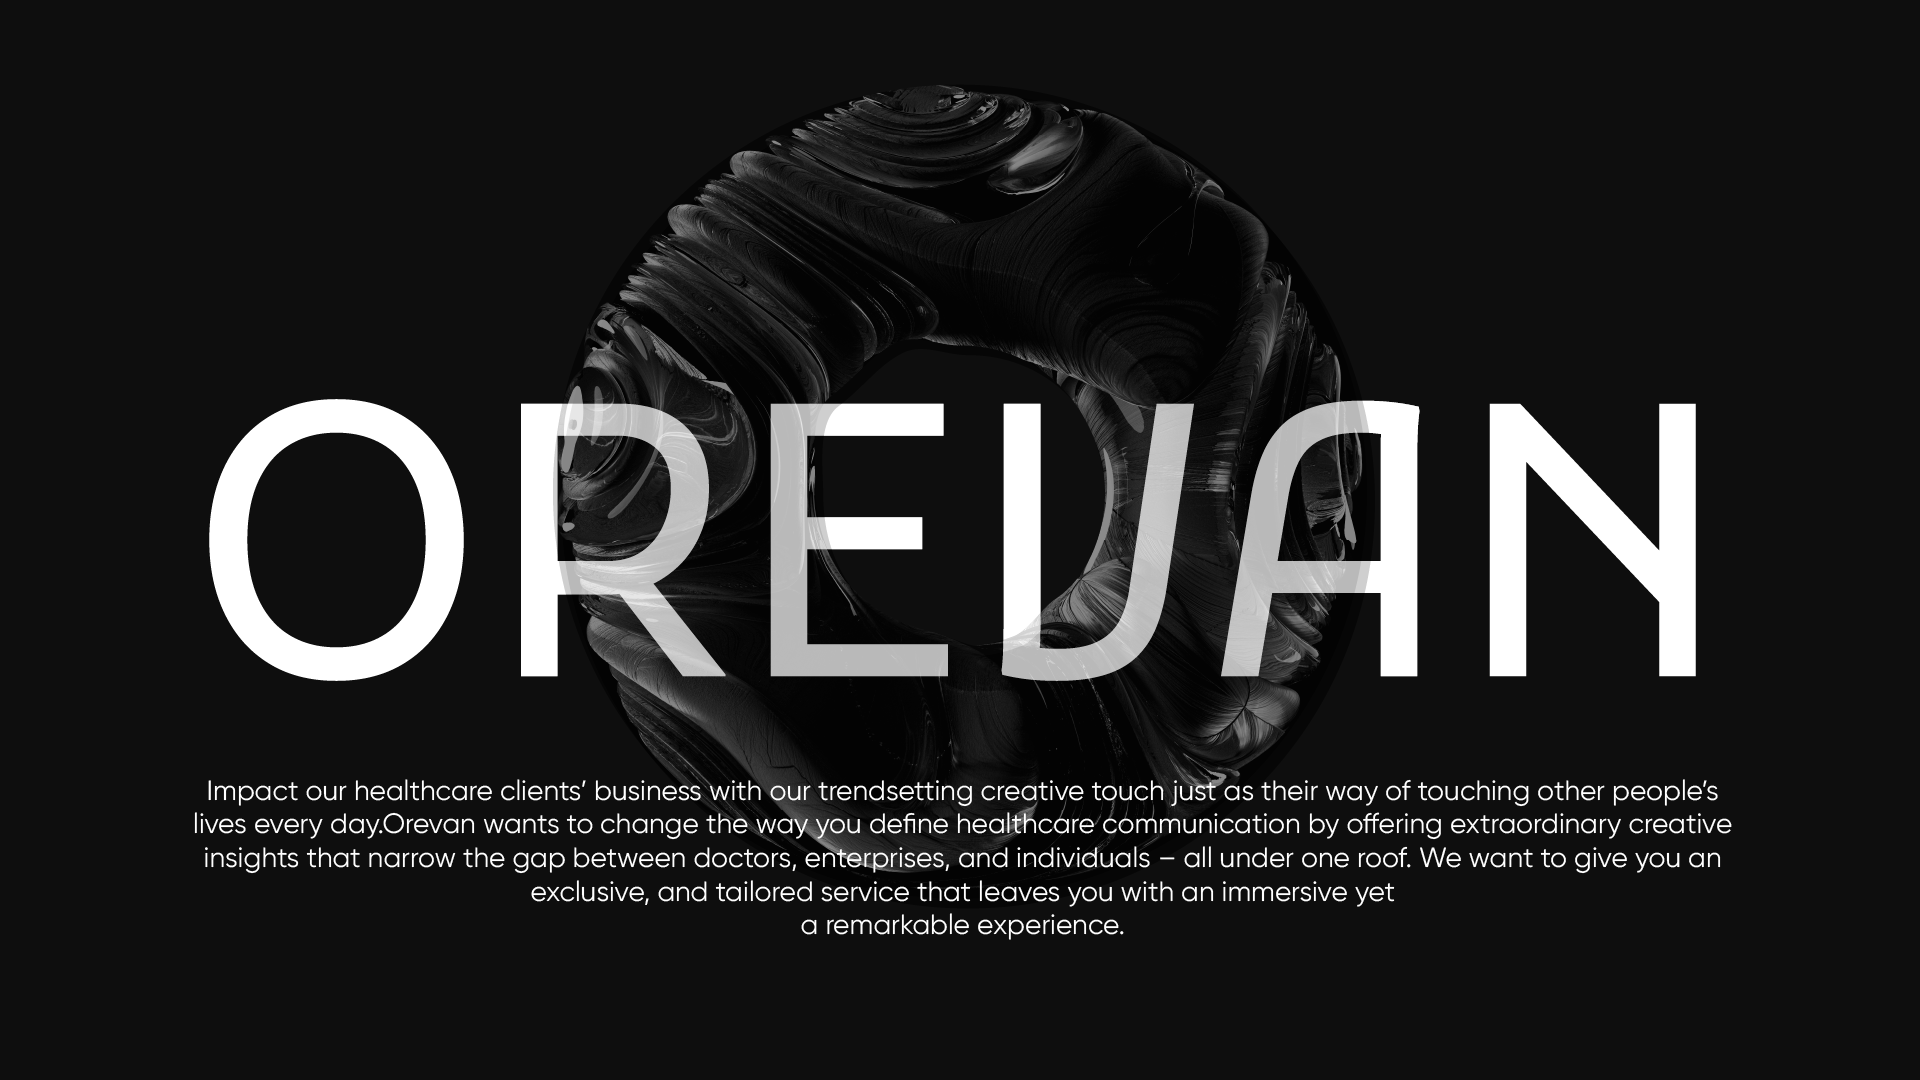 OREVAN
Impact our healthcare clients’ business with our trendsetting creative touch just as their way of touching other people’s
lives every day.Orevan wants to change the way you define healthcare communication by offering extraordinary creative
insights that narrow the gap between doctors, enterprises, and individuals – all under one roof. We want to give you an
exclusive, and tailored service that leaves you with an immersive yet
a remarkable experience.